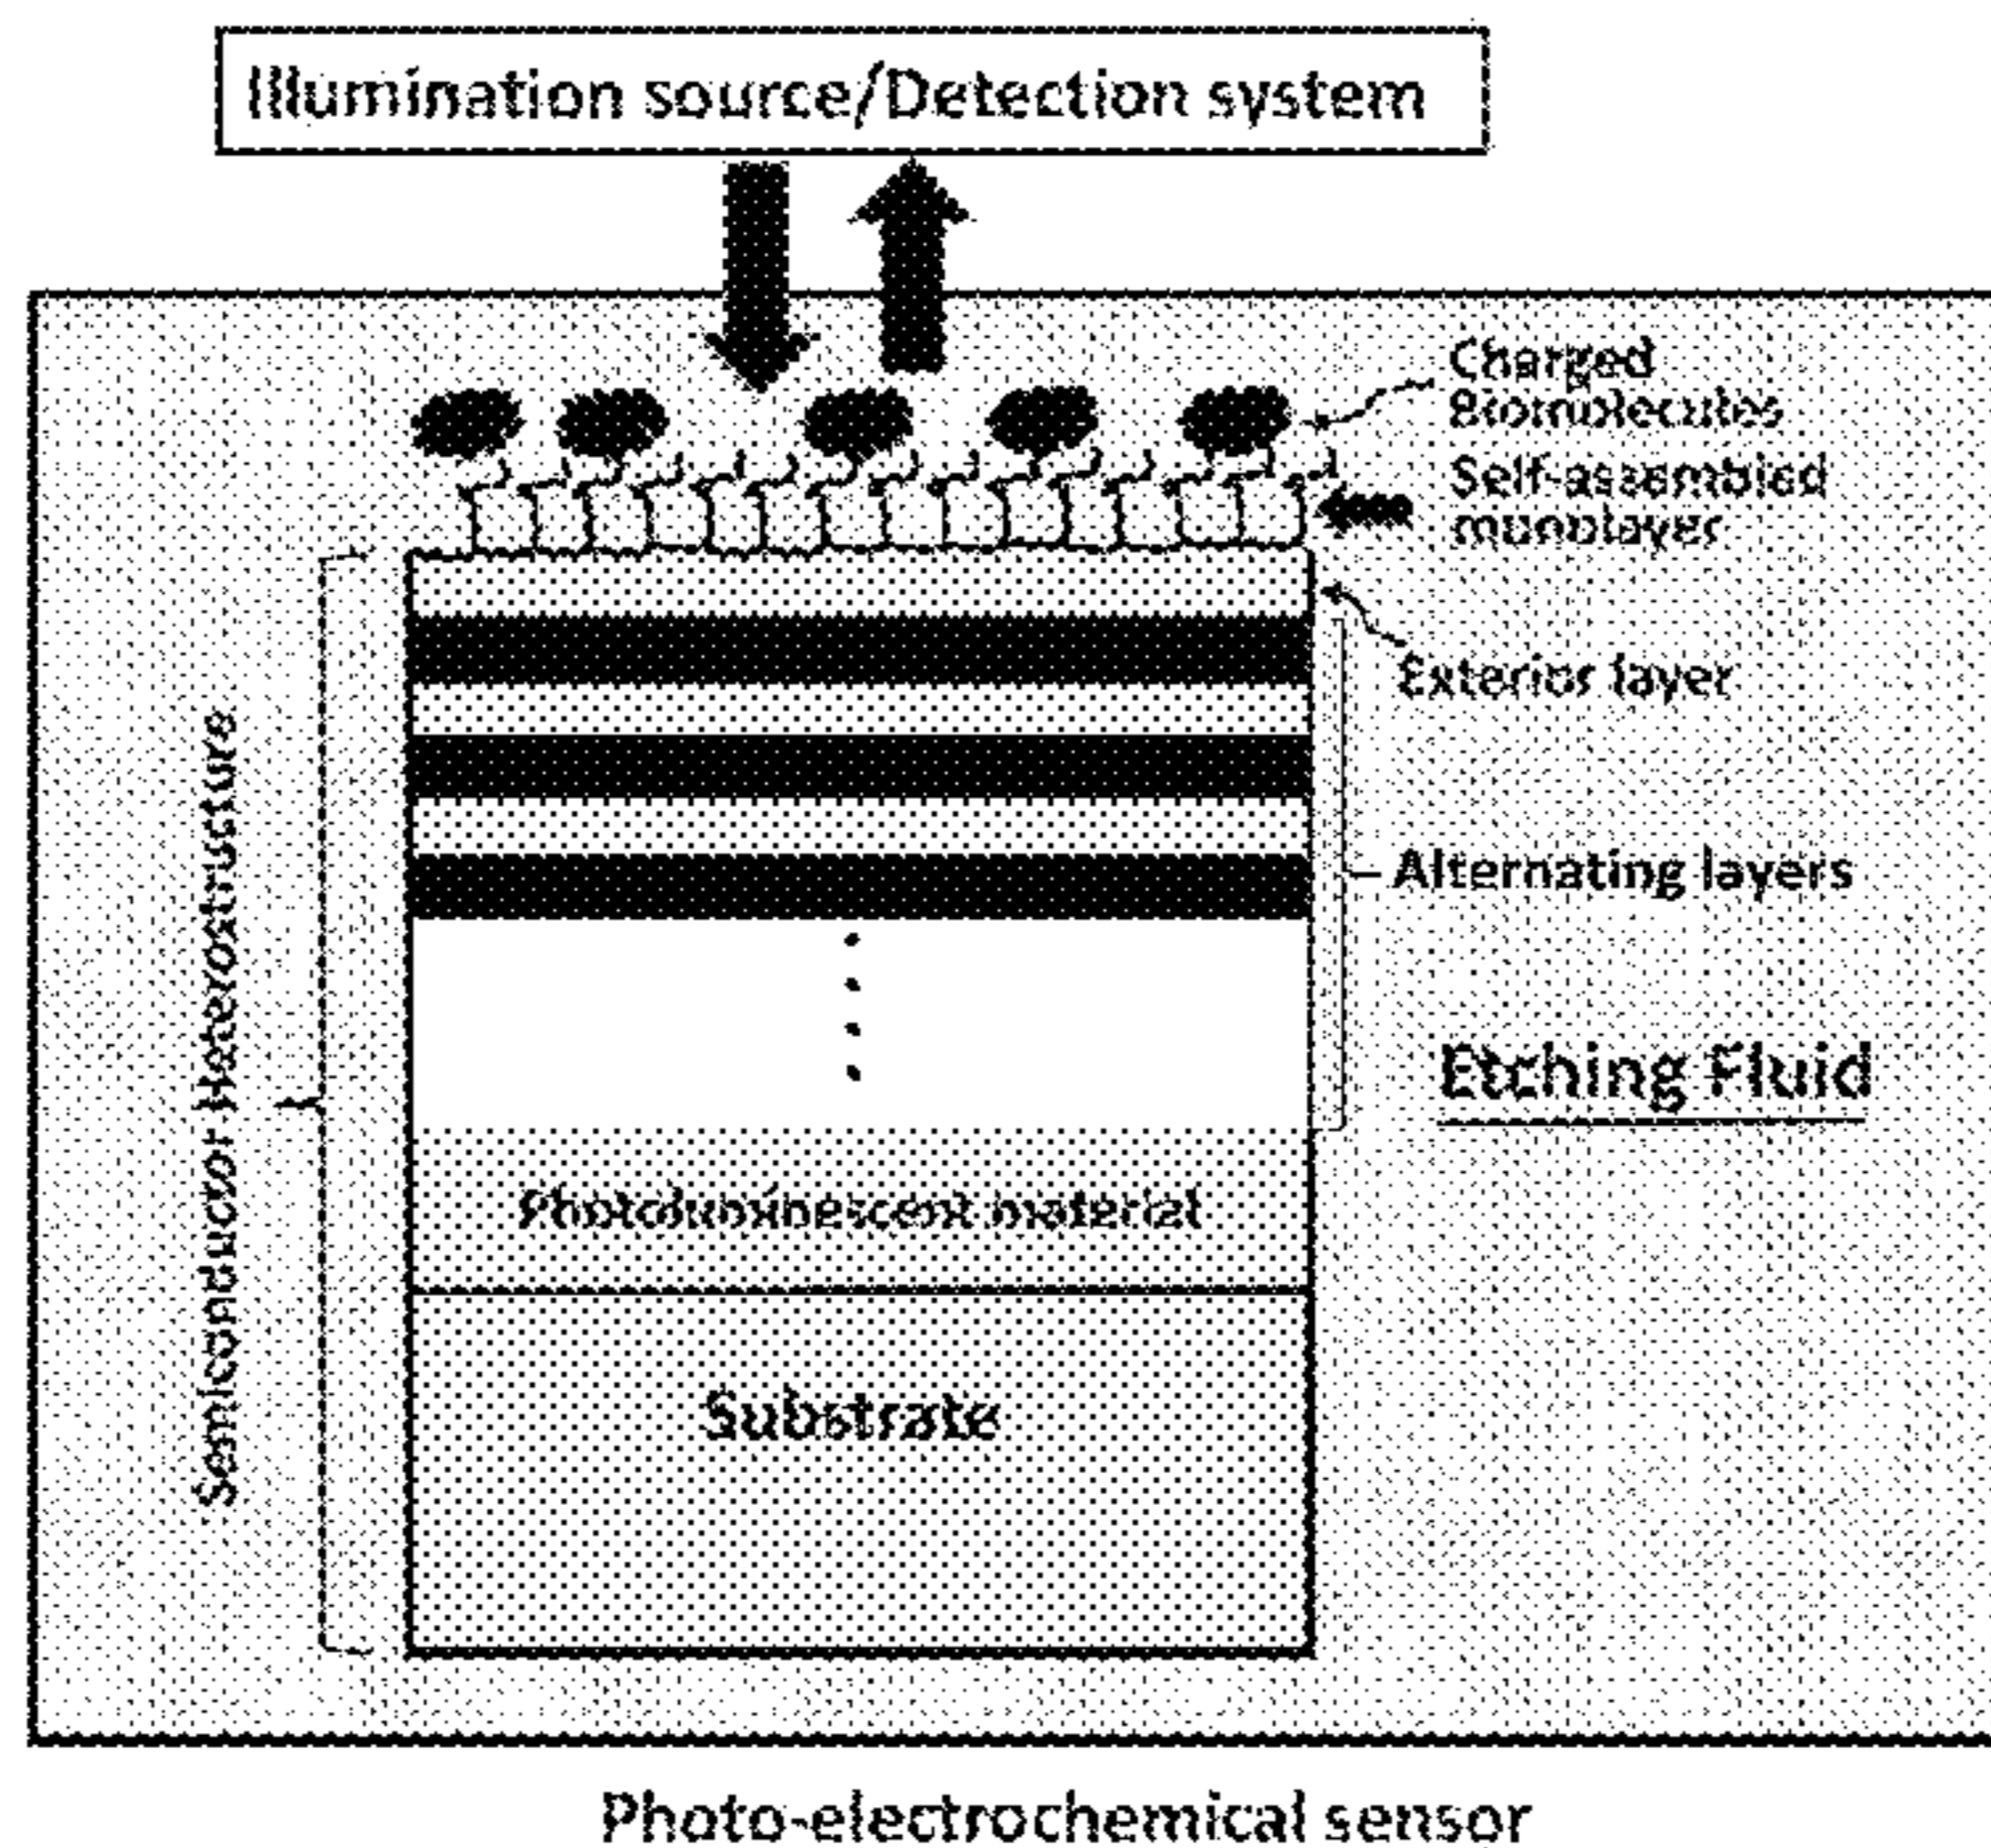 Illumination source/Detection system
Charged
Biomolecules
Self-assembled
monolayer
Exterior layer
Alternating layers
Etching Fluid
Semiconductor Heterostructure
Photoluminescent material
Substrate
Photo-electrochemical sensor